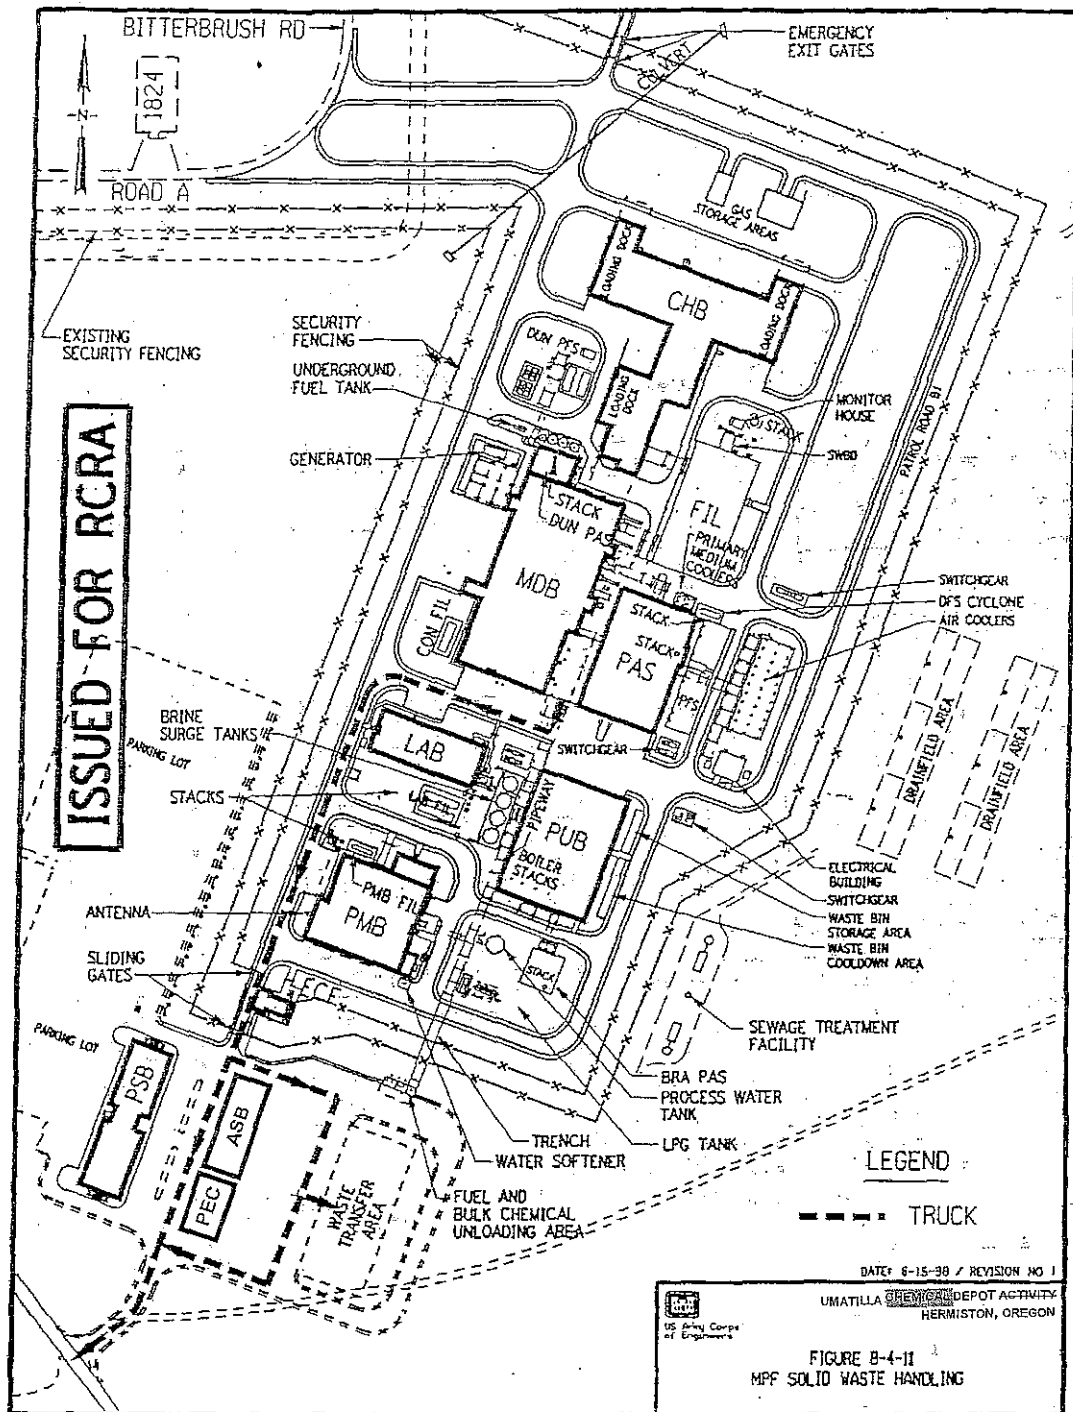 BITTERBRUSH RD
EMERGENCY
EXIT GATES
CULVERT
1824
N
ROAD A
GAS
STORAGE AREAS
LOADING DOCK
CHB
LOADING DOCK
EXISTING
SECURITY FENCING
SECURITY
FENCING
DUN PFS
UNDERGROUND
FUEL TANK
LOADING
DOCK
MONITOR
HOUSE
STACK
PATROL ROAD B1
GENERATOR
ISSUED FOR RCRA
STACK
DUN PAS
FIL
PRIMARY
MEDIUM
COOLERS
MDB
SWITCHGEAR
DFS CYCLONE
AIR COOLERS
CON FIL
STACK
STACK
PAS
PFS
DRAINFIELD AREA
DRAINFIELD AREA
BRINE
SURGE TANKS
PARKING LOT
LAB
SWITCHGEAR
STACKS
LAB FIL
PIPEWAY
PUB
BOILER
STACKS
ELECTRICAL
BUILDING
SWITCHGEAR
WASTE BIN
STORAGE AREA
WASTE BIN
COOLDOWN AREA
ANTENNA
PMB FIL
PMB
SLIDING
GATES
ECF
STACK
SEWAGE TREATMENT
FACILITY
PARKING LOT
PSB
ASB
PEC
BRA PAS
PROCESS WATER
TANK
LPG TANK
TRENCH
WATER SOFTENER
WASTE
TRANSFER
AREA
FUEL AND
BULK CHEMICAL
UNLOADING AREA
LEGEND
TRUCK
DATE: 6-15-98 / REVISION NO 1
US Army Corps
of Engineers
UMATILLA CHEMICAL DEPOT ACTIVITY
HERMISTON, OREGON
FIGURE B-4-11
MPF SOLID WASTE HANDLING